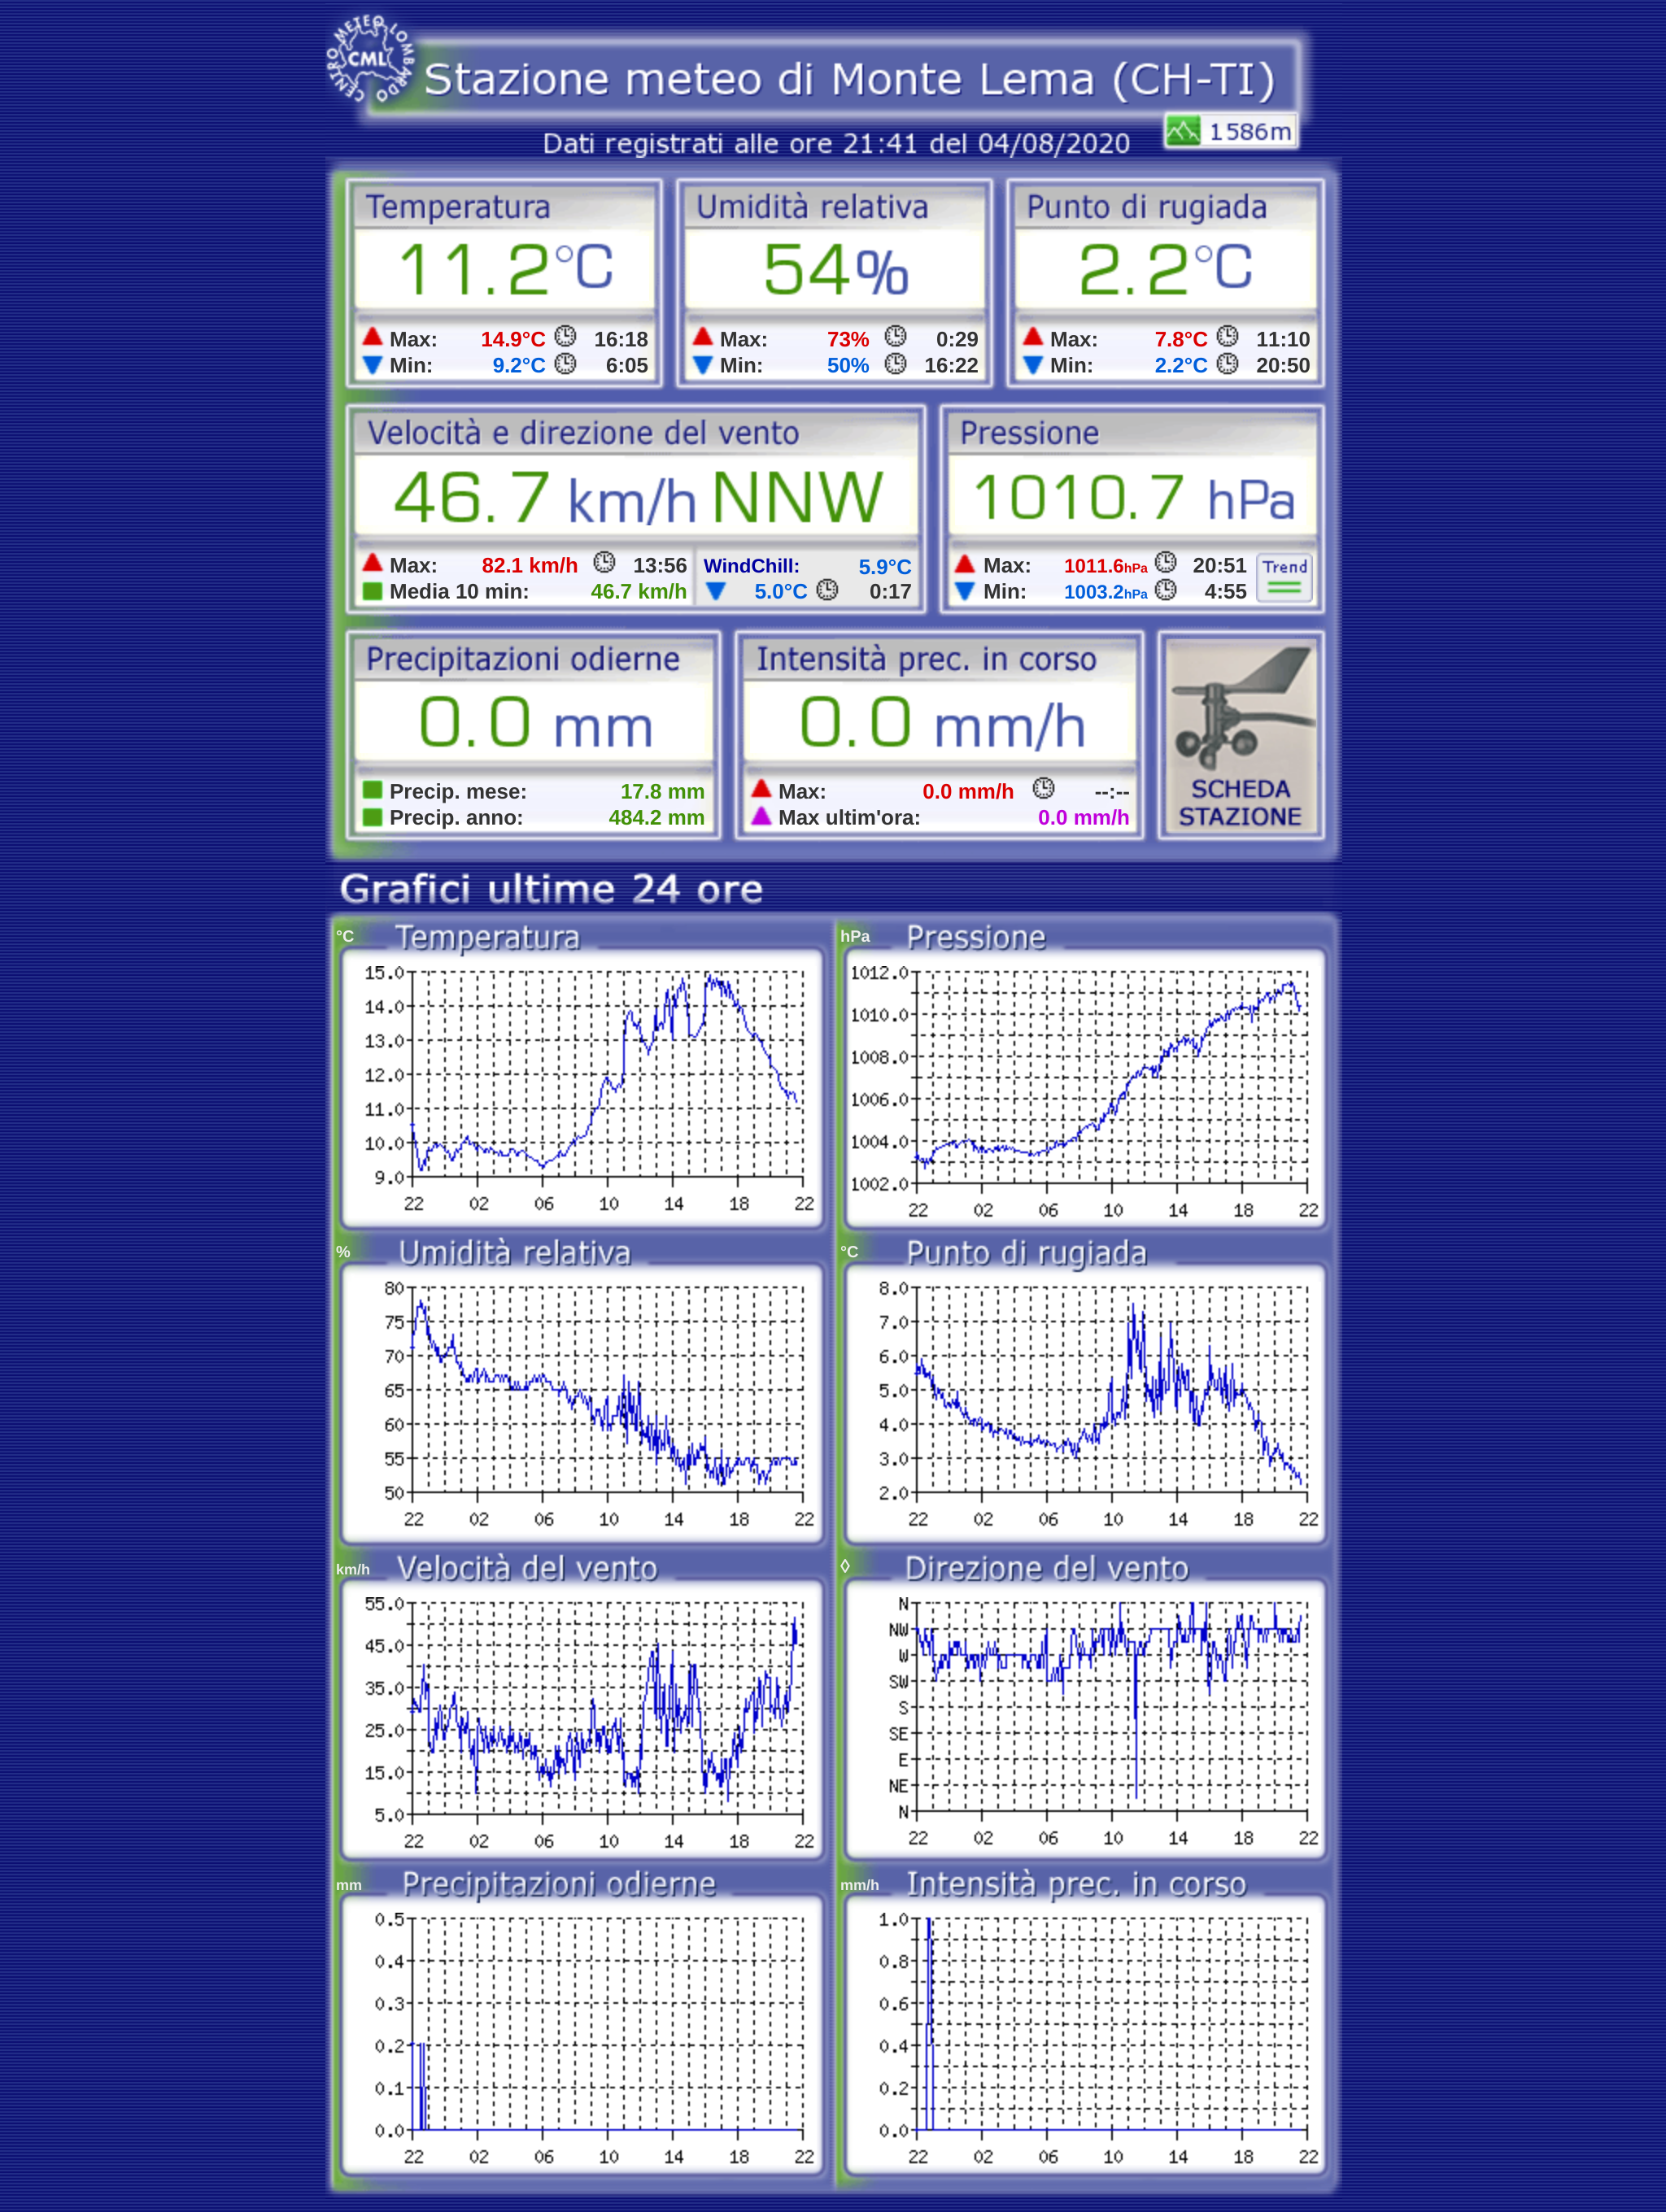 CENTRO METEO LOMBARDO
CML
Stazione meteo di Monte Lema (CH-TI)
Dati registrati alle ore 21:41 del 04/08/2020
1586m
Temperatura
11.2°C
Max: 14.9°C 16:18
Min: 9.2°C 6:05
Umidità relativa
54%
Max: 73% 0:29
Min: 50% 16:22
Punto di rugiada
2.2°C
Max: 7.8°C 11:10
Min: 2.2°C 20:50
Velocità e direzione del vento
46.7 km/h NNW
Max: 82.1 km/h 13:56
Media 10 min: 46.7 km/h
WindChill: 5.9°C
5.0°C 0:17
Pressione
1010.7 hPa
Max: 1011.6hPa 20:51
Min: 1003.2hPa 4:55
Trend
Precipitazioni odierne
0.0 mm
Precip. mese: 17.8 mm
Precip. anno: 484.2 mm
Intensità prec. in corso
0.0 mm/h
Max: 0.0 mm/h --:--
Max ultim'ora: 0.0 mm/h
SCHEDA
STAZIONE
Grafici ultime 24 ore
°C Temperatura
15.0
14.0
13.0
12.0
11.0
10.0
9.0
22 02 06 10 14 18 22
hPa Pressione
1012.0
1010.0
1008.0
1006.0
1004.0
1002.0
22 02 06 10 14 18 22
% Umidità relativa
80
75
70
65
60
55
50
22 02 06 10 14 18 22
°C Punto di rugiada
8.0
7.0
6.0
5.0
4.0
3.0
2.0
22 02 06 10 14 18 22
km/h Velocità del vento
55.0
45.0
35.0
25.0
15.0
5.0
22 02 06 10 14 18 22
◊ Direzione del vento
N
NW
W
SW
S
SE
E
NE
N
22 02 06 10 14 18 22
mm Precipitazioni odierne
0.5
0.4
0.3
0.2
0.1
0.0
22 02 06 10 14 18 22
mm/h Intensità prec. in corso
1.0
0.8
0.6
0.4
0.2
0.0
22 02 06 10 14 18 22